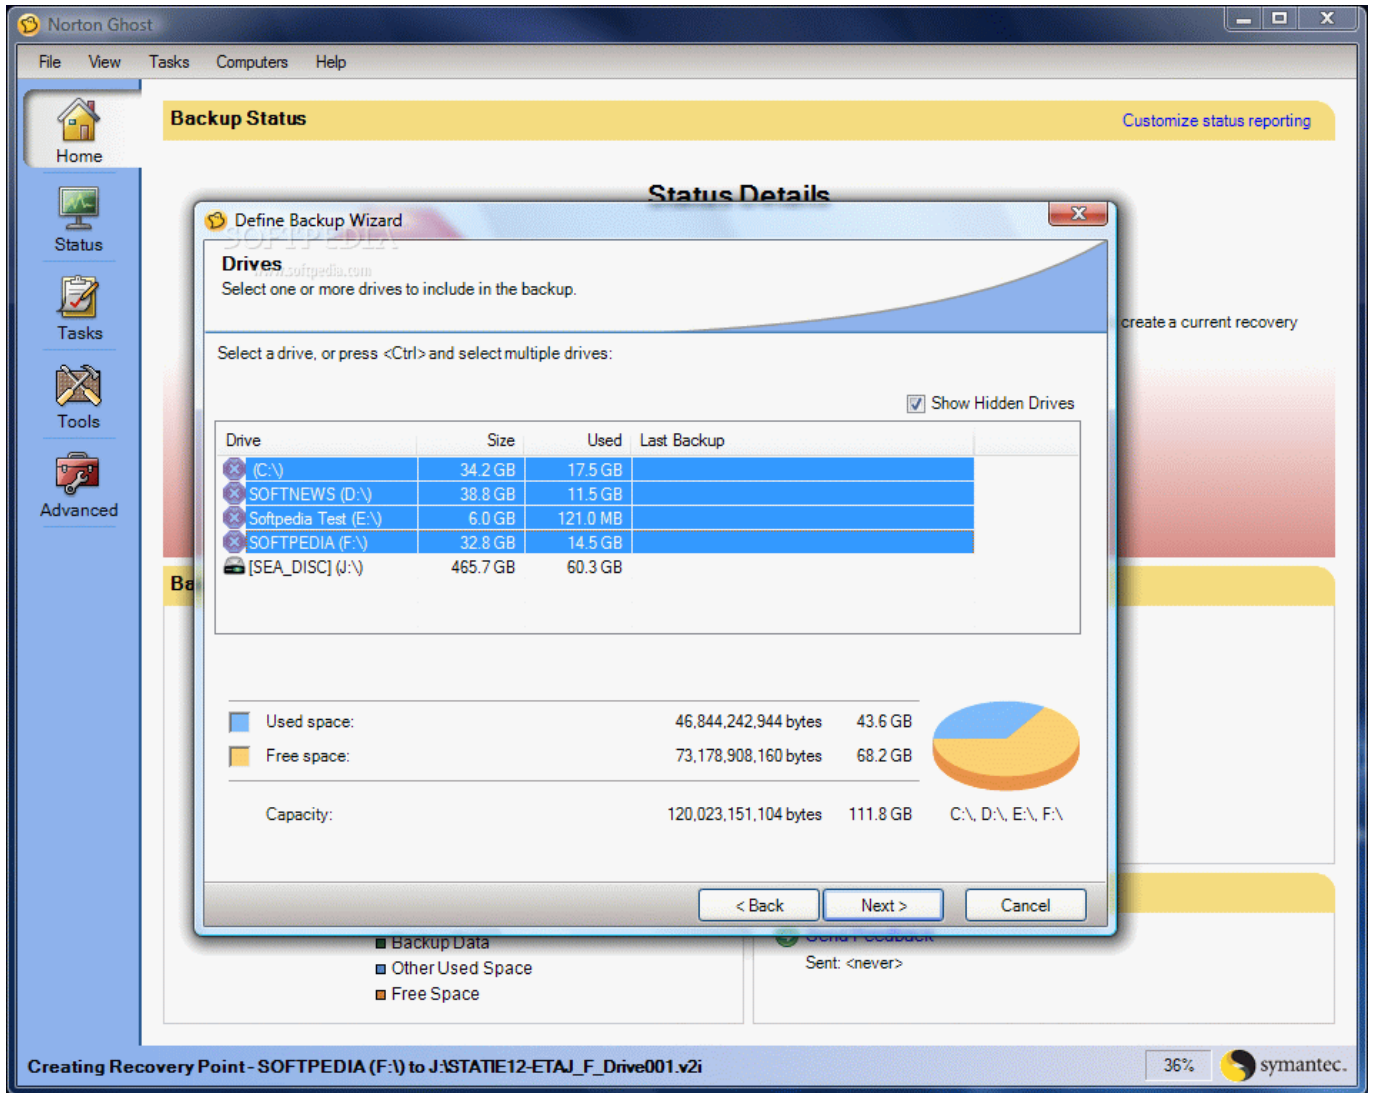 Norton Ghost
File View Tasks Computers Help
Home
Status
Tasks
Tools
Advanced
Backup Status
Customize status reporting
Status Details
create a current recovery
Define Backup Wizard
SOFTPEDIA
www.softpedia.com
Drives
Select one or more drives to include in the backup.
Select a drive, or press <Ctrl> and select multiple drives:
Show Hidden Drives
Drive Size Used Last Backup
(C:\) 34.2 GB 17.5 GB
SOFTNEWS (D:\) 38.8 GB 11.5 GB
Softpedia Test (E:\) 6.0 GB 121.0 MB
SOFTPEDIA (F:\) 32.8 GB 14.5 GB
[SEA_DISC] (J:\) 465.7 GB 60.3 GB
Ba
Used space: 46,844,242,944 bytes 43.6 GB
Free space: 73,178,908,160 bytes 68.2 GB
Capacity: 120,023,151,104 bytes 111.8 GB C:\, D:\, E:\, F:\
< Back Next > Cancel
Backup Data
Other Used Space
Free Space
Send Feedback
Sent: <never>
Creating Recovery Point - SOFTPEDIA (F:\) to J:\STATIE12-ETAJ_F_Drive001.v2i
36%
symantec.